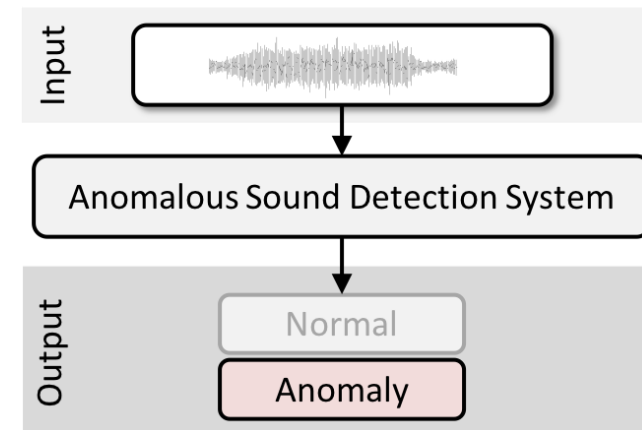 Input
Anomalous Sound Detection System
Output
Normal
Anomaly